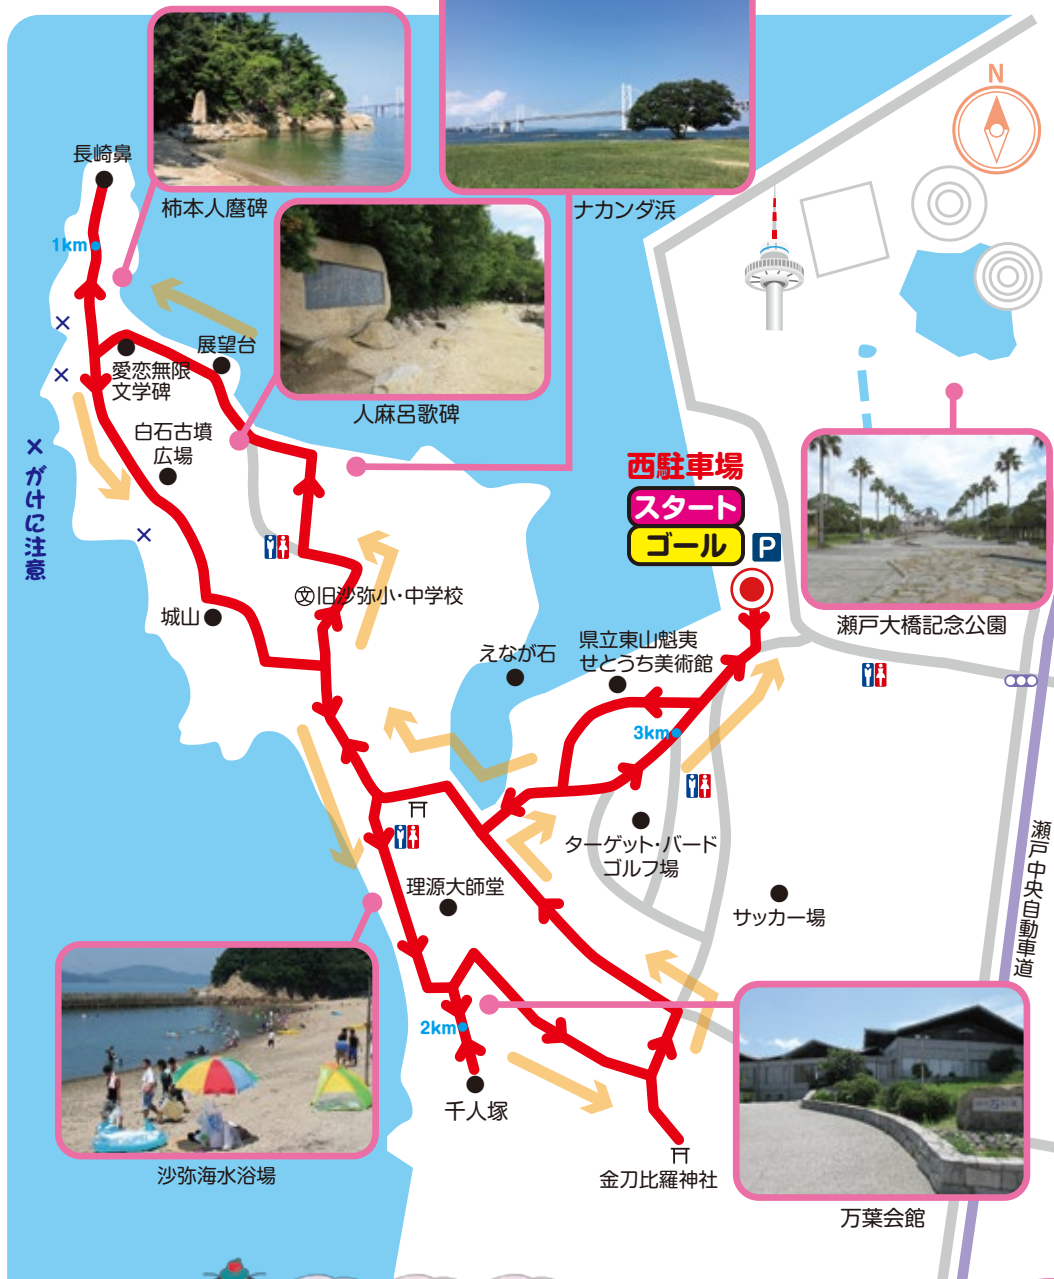 N
長崎鼻
柿本人麿碑
ナカンダ浜
1km
展望台
愛恋無限
文学碑
人麻呂歌碑
白石古墳
広場
×がけに注意
西駐車場
スタート
ゴール
P
文旧沙弥小・中学校
城山
えなが石
県立東山魁夷
せとうち美術館
瀬戸大橋記念公園
3km
ターゲット・バード
ゴルフ場
理源大師堂
サッカー場
瀬戸中央自動車道
2km
千人塚
沙弥海水浴場
金刀比羅神社
万葉会館